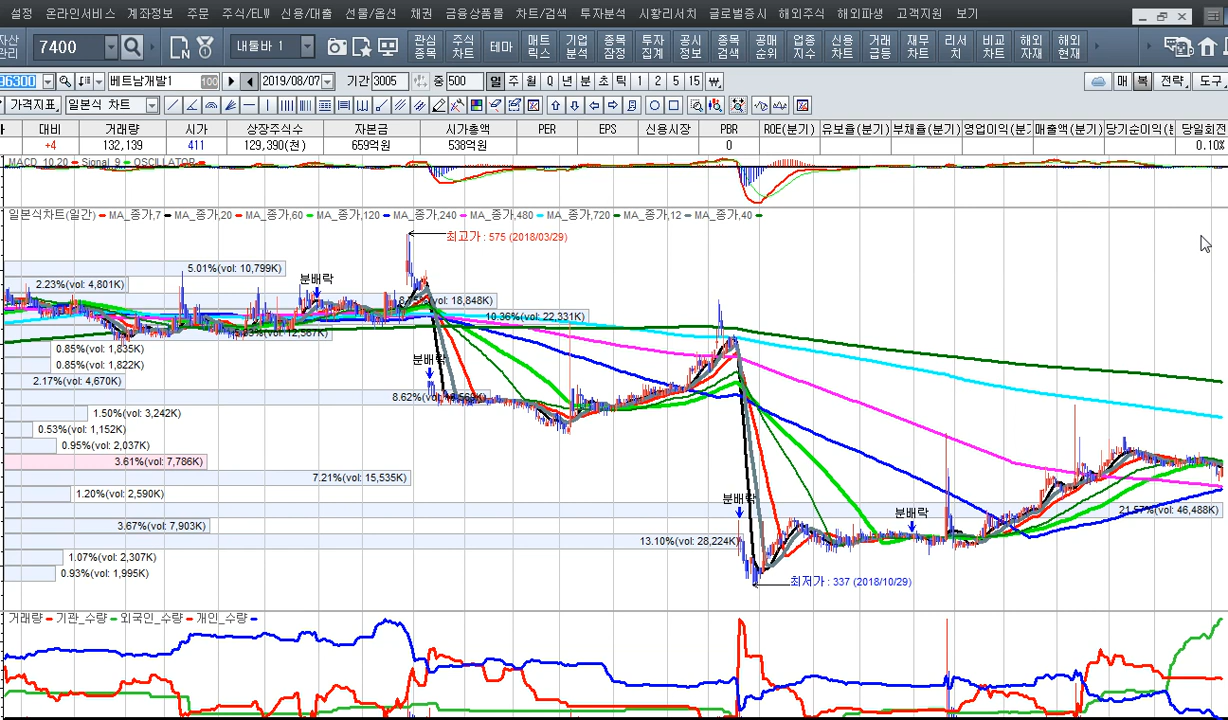 설정 온라인서비스 계좌정보 주문 주식/ELW 신용/대출 선물/옵션 채권 금융상품몰 차트/검색 투자분석 시황리서치 글로벌증시 해외주식 해외파생 고객지원 보기
자산관리 7400 내툴바 1 관심종목 주식차트 테마 매트릭스 기업분석 종목잠정 투자집계 공시정보 종목검색 공매순위 업종지수 신용차트 거래급등 재무차트 리서치 비교차트 해외자재 해외현재
베트남개발1 100 2019/08/07 기간 3005 중 500 일 주 월 Q 년 분 초 틱 1 2 3 5 15 ₩ 매 복 전략 도구
가격지표 일본식 차트
대비 거래량 시가 상장주식수 자본금 시가총액 PER EPS 신용시장 PBR ROE(분기) 유보율(분기) 부채율(분기) 영업이익(분기 매출액(분기) 당기순이익(분 당일회전
+4 132,139 411 129,390(천) 659억원 538억원 0 0.10%
MACD 10,20 Signal 9 OSCILLATOR
일본식차트(일간) MA_종가,7 MA_종가,20 MA_종가,60 MA_종가,120 MA_종가,240 MA_종가,480 MA_종가,720 MA_종가,12 MA_종가,40
최고가 : 575 (2018/03/29)
5.01%(vol: 10,799K)
분배락
2.23%(vol: 4,801K)
18,848K)
10.36%(vol: 22,331K)
0.85%(vol: 1,835K)
분배락
0.85%(vol: 1,822K)
2.17%(vol: 4,670K)
8.62%(vol:
1.50%(vol: 3,242K)
0.53%(vol: 1,152K)
0.95%(vol: 2,037K)
3.61%(vol: 7,786K)
7.21%(vol: 15,535K)
1.20%(vol: 2,590K)
분배락
21.57%(vol: 46,488K)
분배락
3.67%(vol: 7,903K)
13.10%(vol: 28,224K)
1.07%(vol: 2,307K)
0.93%(vol: 1,995K)
최저가 : 337 (2018/10/29)
거래량 기관_수량 외국인_수량 개인_수량